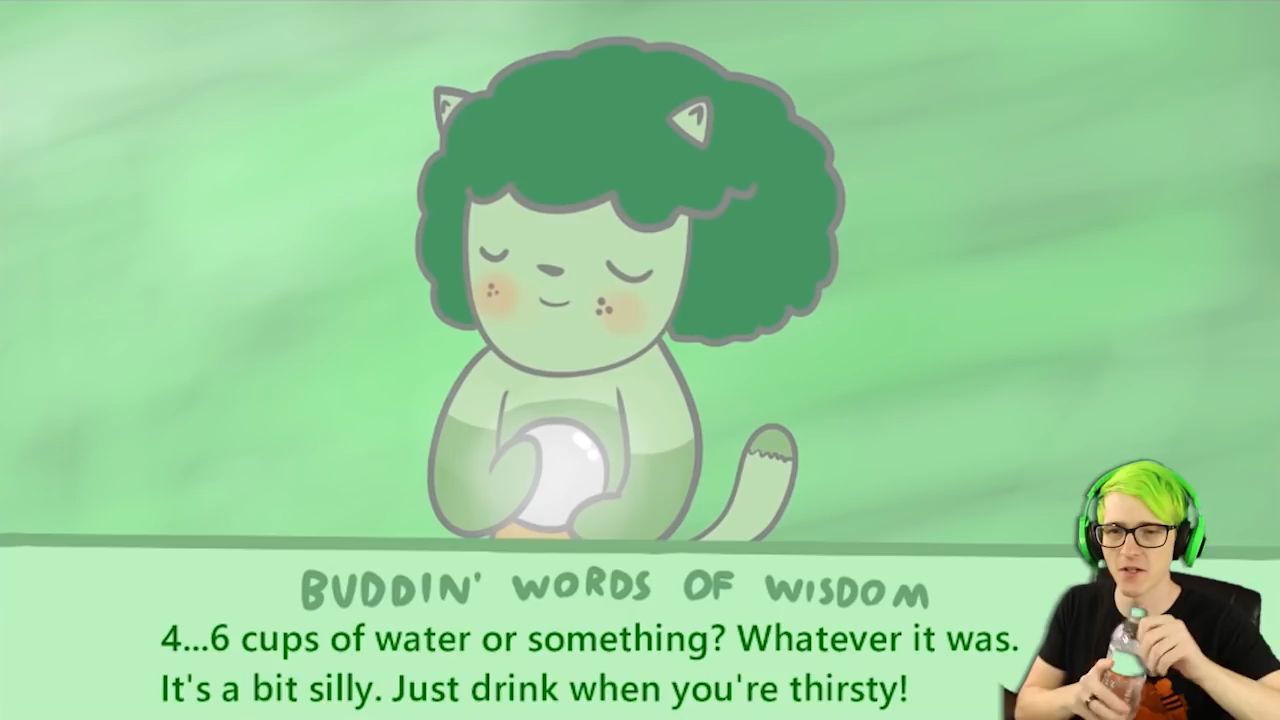 BUDDIN' WORDS OF WISDOM
4...6 cups of water or something? Whatever it was.
It's a bit silly. Just drink when you're thirsty!